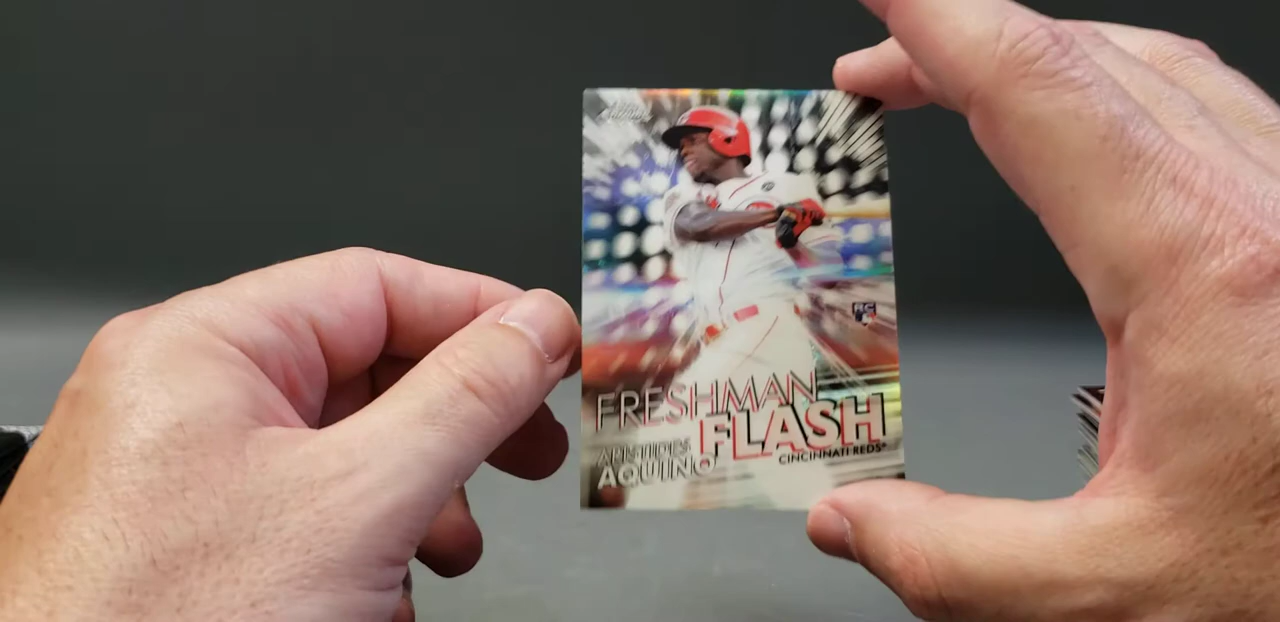 FRESHMAN
FLASH
ARISTIDES
AQUINO
CINCINNATI REDS
RC